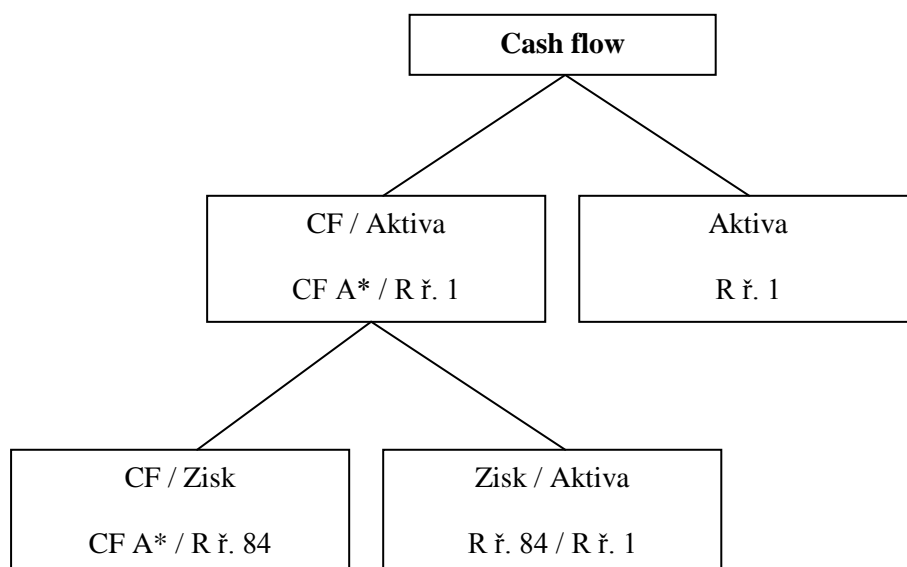 Cash flow
CF / Aktiva
CF A* / R ř. 1
Aktiva
R ř. 1
CF / Zisk
CF A* / R ř. 84
Zisk / Aktiva
R ř. 84 / R ř. 1